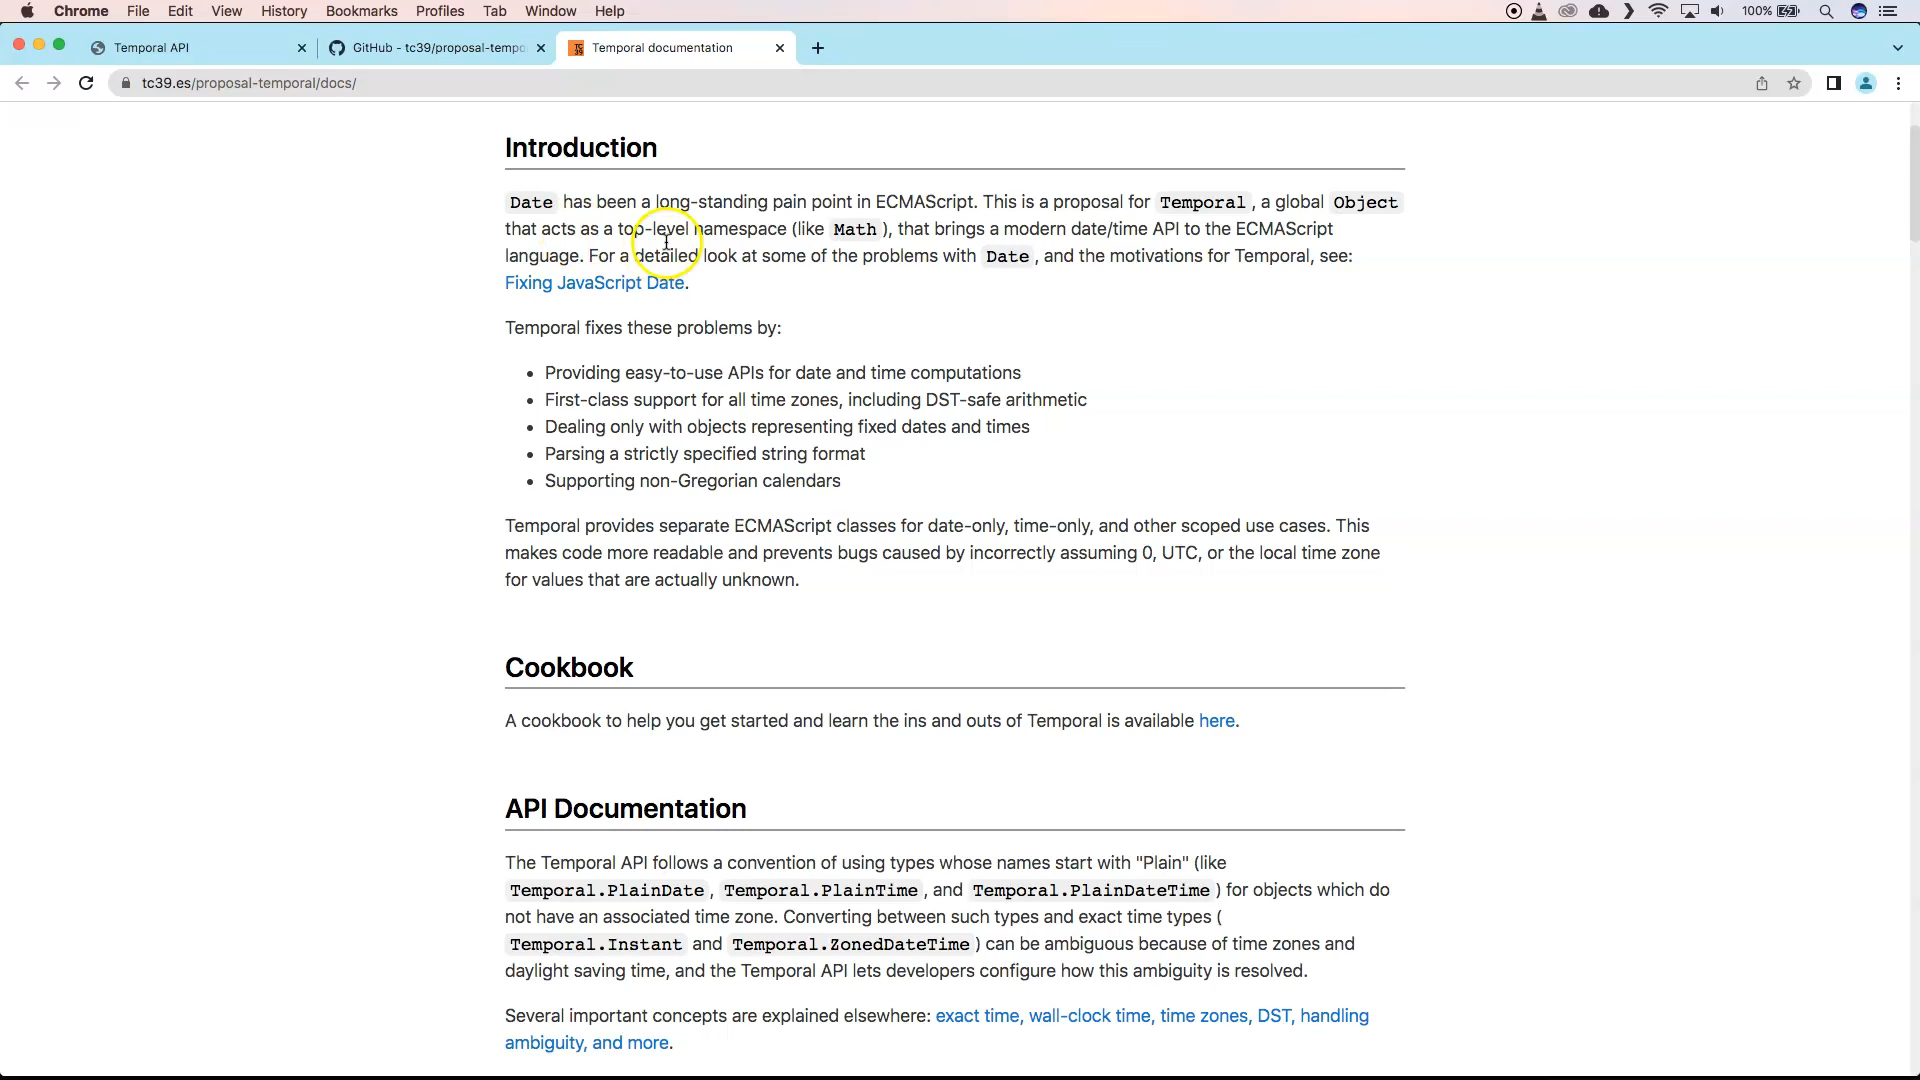 Chrome File Edit View History Bookmarks Profiles Tab Window Help 100%
Temporal API GitHub - tc39/proposal-tempo Temporal documentation
tc39.es/proposal-temporal/docs/
Introduction
Date has been a long-standing pain point in ECMAScript. This is a proposal for Temporal, a global Object
that acts as a top-level namespace (like Math), that brings a modern date/time API to the ECMAScript
language. For a detailed look at some of the problems with Date, and the motivations for Temporal, see:
Fixing JavaScript Date.
Temporal fixes these problems by:
• Providing easy-to-use APIs for date and time computations
• First-class support for all time zones, including DST-safe arithmetic
• Dealing only with objects representing fixed dates and times
• Parsing a strictly specified string format
• Supporting non-Gregorian calendars
Temporal provides separate ECMAScript classes for date-only, time-only, and other scoped use cases. This
makes code more readable and prevents bugs caused by incorrectly assuming 0, UTC, or the local time zone
for values that are actually unknown.
Cookbook
A cookbook to help you get started and learn the ins and outs of Temporal is available here.
API Documentation
The Temporal API follows a convention of using types whose names start with "Plain" (like
Temporal.PlainDate, Temporal.PlainTime, and Temporal.PlainDateTime) for objects which do
not have an associated time zone. Converting between such types and exact time types (
Temporal.Instant and Temporal.ZonedDateTime) can be ambiguous because of time zones and
daylight saving time, and the Temporal API lets developers configure how this ambiguity is resolved.
Several important concepts are explained elsewhere: exact time, wall-clock time, time zones, DST, handling
ambiguity, and more.